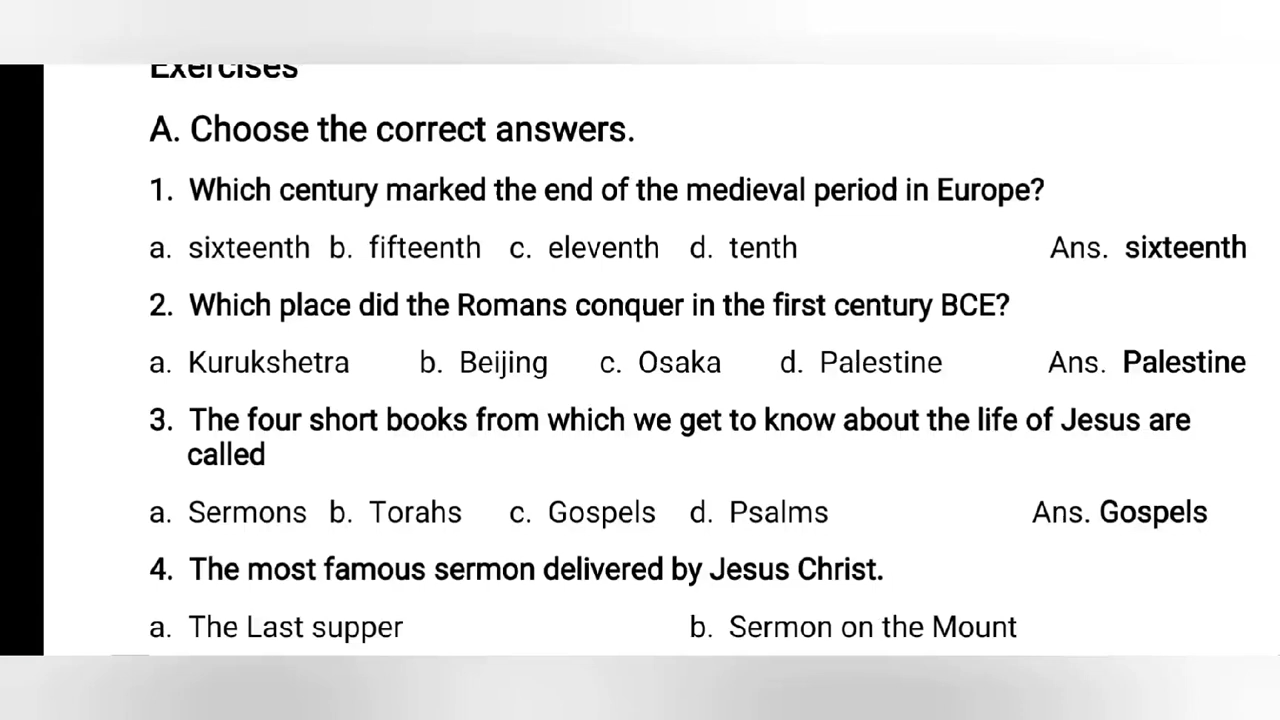 Exercises
A. Choose the correct answers.
1. Which century marked the end of the medieval period in Europe?
a. sixteenth b. fifteenth c. eleventh d. tenth Ans. sixteenth
2. Which place did the Romans conquer in the first century BCE?
a. Kurukshetra b. Beijing c. Osaka d. Palestine Ans. Palestine
3. The four short books from which we get to know about the life of Jesus are
called
a. Sermons b. Torahs c. Gospels d. Psalms Ans. Gospels
4. The most famous sermon delivered by Jesus Christ.
a. The Last supper b. Sermon on the Mount